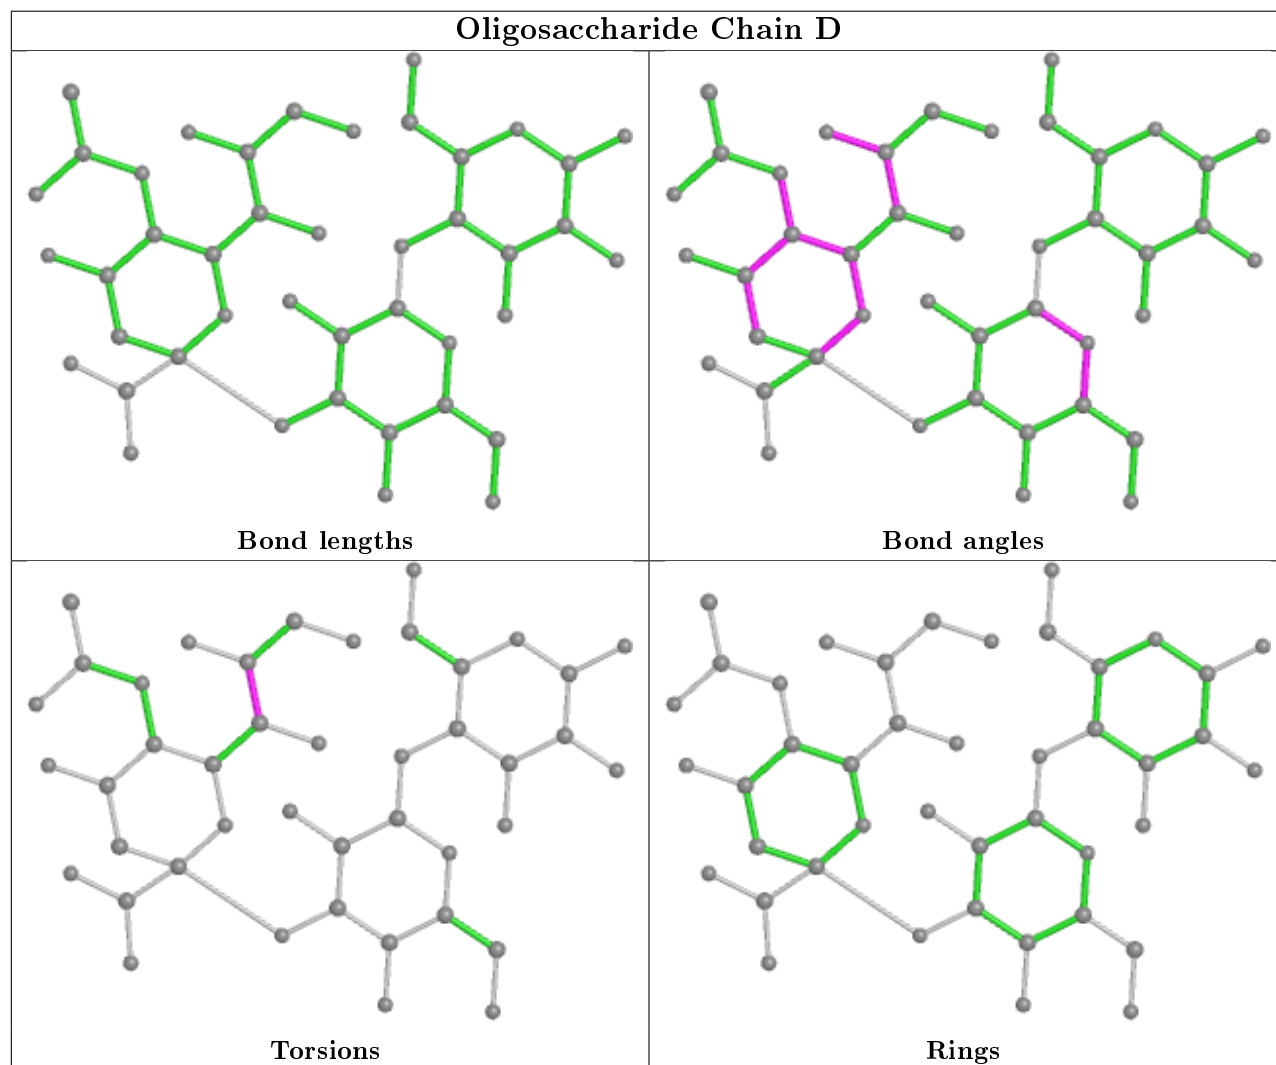 Oligosaccharide Chain D
Bond lengths
Bond angles
Torsions
Rings